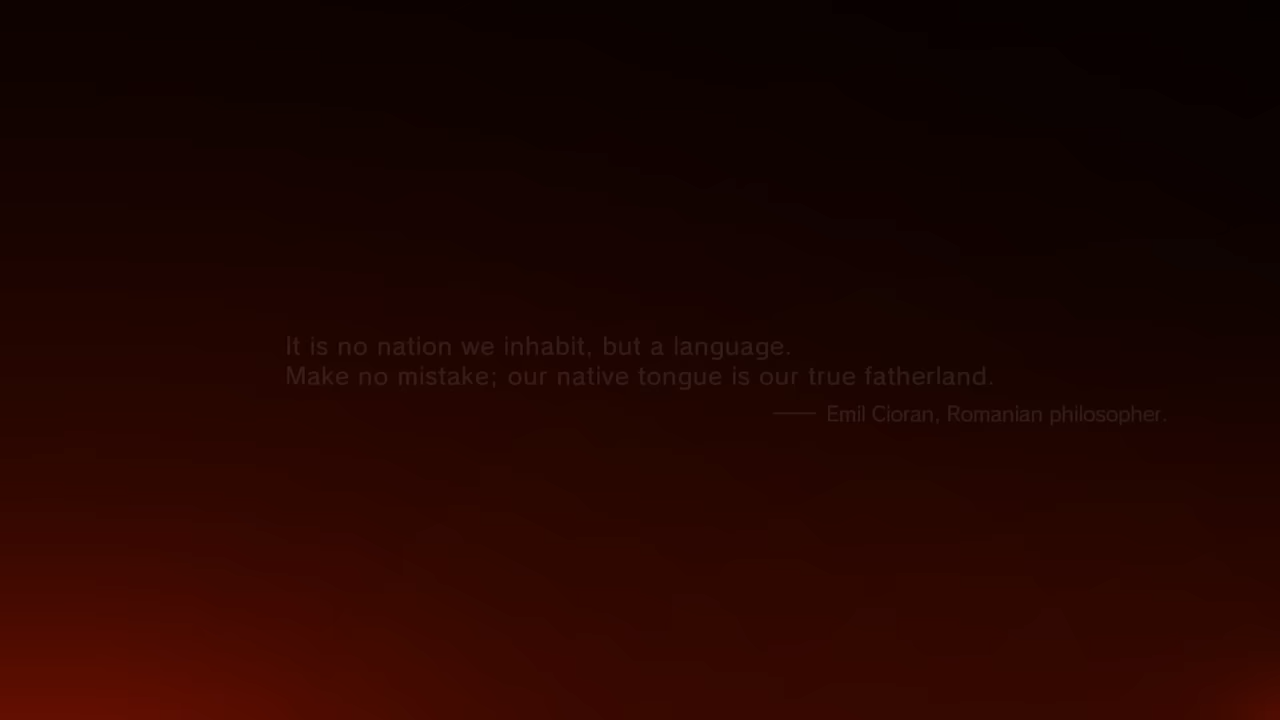 It is no nation we inhabit, but a language.
Make no mistake; our native tongue is our true fatherland.
—— Emil Cioran, Romanian philosopher.